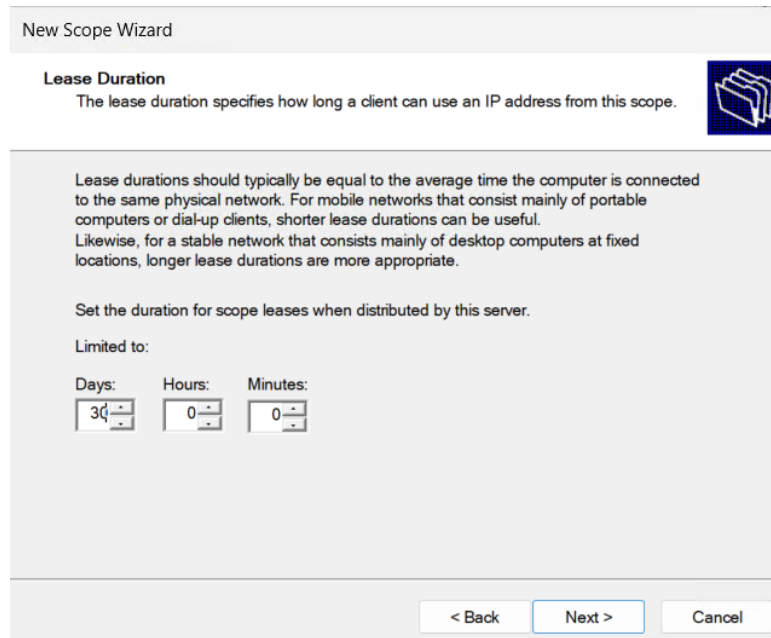 New Scope Wizard
Lease Duration
The lease duration specifies how long a client can use an IP address from this scope.
Lease durations should typically be equal to the average time the computer is connected
to the same physical network. For mobile networks that consist mainly of portable
computers or dial-up clients, shorter lease durations can be useful.
Likewise, for a stable network that consists mainly of desktop computers at fixed
locations, longer lease durations are more appropriate.
Set the duration for scope leases when distributed by this server.
Limited to:
Days: Hours: Minutes:
30 0 0
< Back Next > Cancel